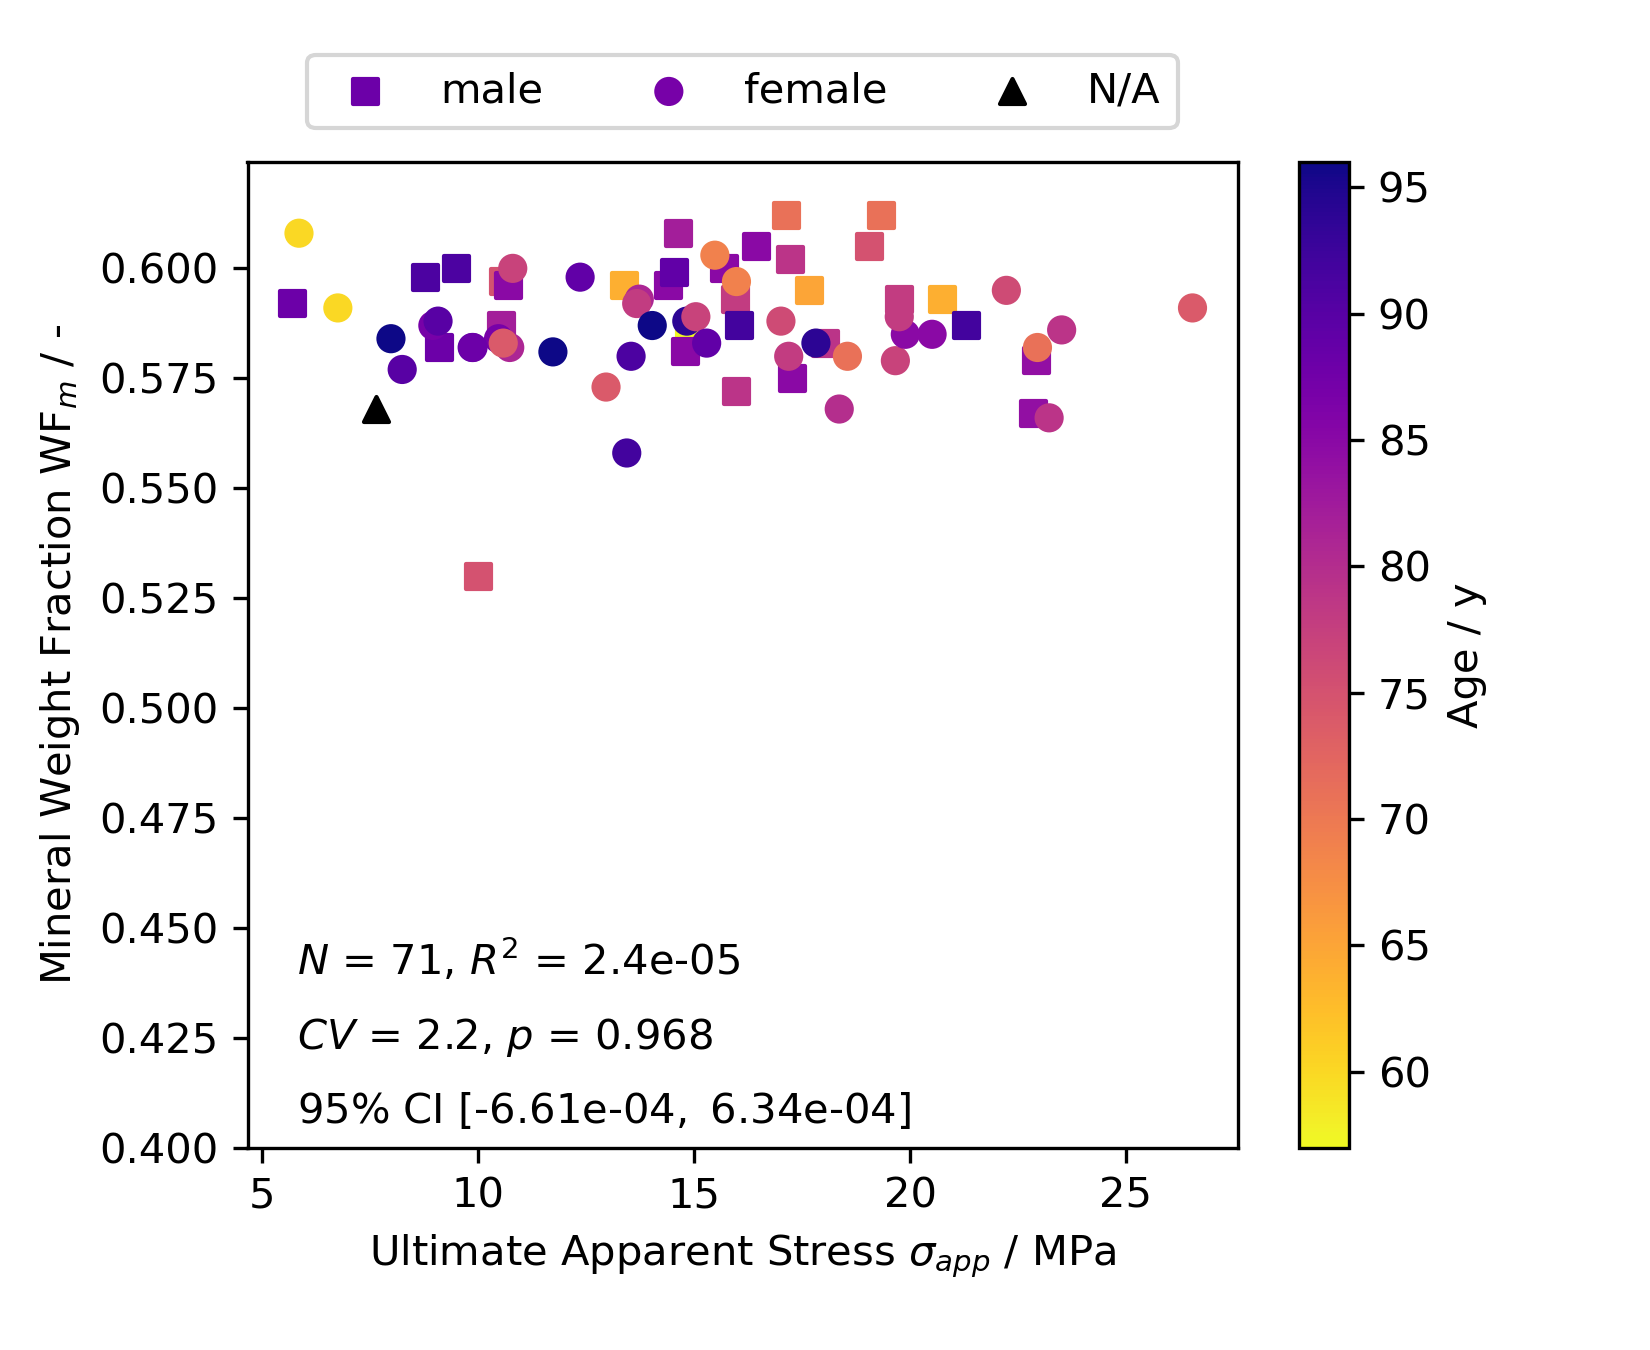 male female N/A
0.600
0.575
0.550
0.525
0.500
0.475
0.450
0.425
0.400
Mineral Weight Fraction WFm / -
N = 71, R² = 2.4e-05
CV = 2.2, p = 0.968
95% CI [-6.61e-04, 6.34e-04]
5 10 15 20 25
Ultimate Apparent Stress σapp / MPa
95
90
85
80
75
70
65
60
Age / y